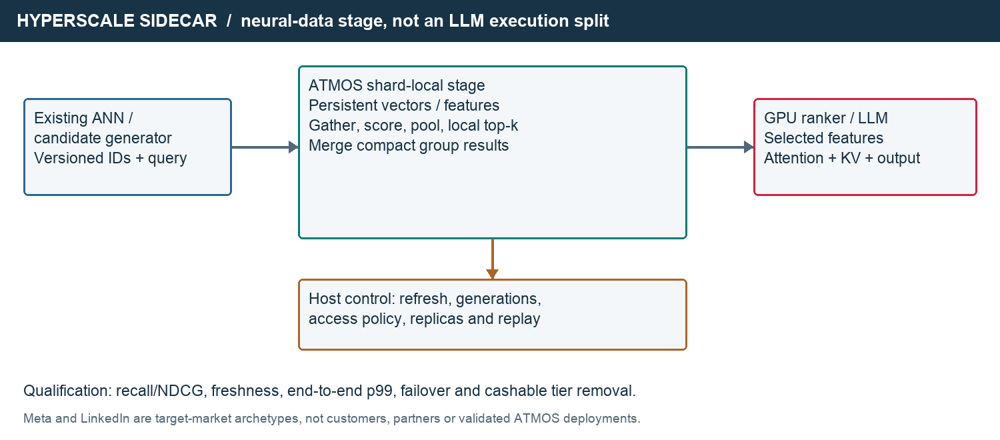 HYPERSCALE SIDECAR / neural-data stage, not an LLM execution split
Existing ANN /
candidate generator
Versioned IDs + query
ATMOS shard-local stage
Persistent vectors / features
Gather, score, pool, local top-k
Merge compact group results
GPU ranker / LLM
Selected features
Attention + KV + output
Host control: refresh, generations,
access policy, replicas and replay
Qualification: recall/NDCG, freshness, end-to-end p99, failover and cashable tier removal.
Meta and LinkedIn are target-market archetypes, not customers, partners or validated ATMOS deployments.